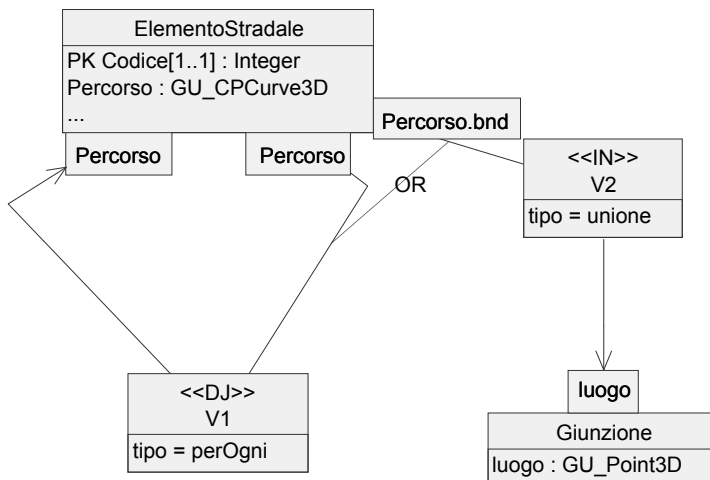 ElementoStradale
PK Codice[1..1] : Integer
Percorso : GU_CPCurve3D
...
Percorso.bnd
Percorso
Percorso
<<IN>>
V2
tipo = unione
OR
<<DJ>>
V1
tipo = perOgni
luogo
Giunzione
luogo : GU_Point3D